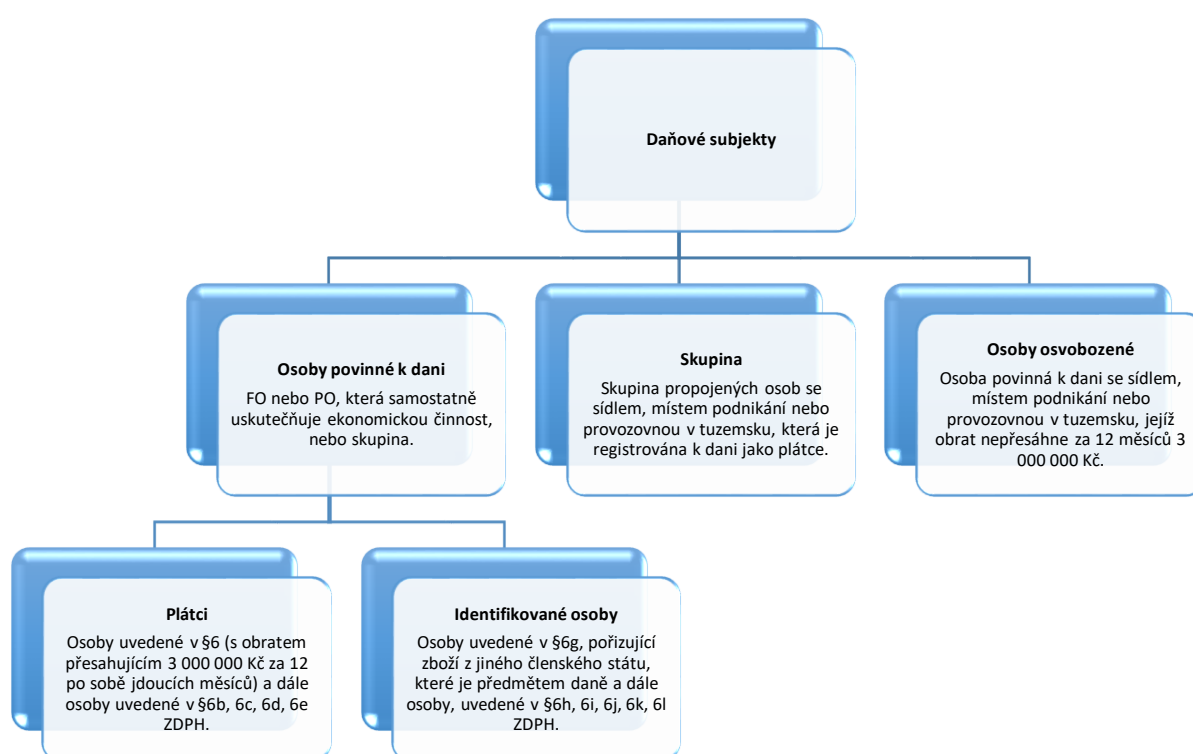 Daňové subjekty
Osoby povinné k dani
FO nebo PO, která samostatně
uskutečňuje ekonomickou činnost,
nebo skupina.
Skupina
Skupina propojených osob se
sídlem, místem podnikání nebo
provozovnou v tuzemsku, která je
registrována k dani jako plátce.
Osoby osvobozené
Osoba povinná k dani se sídlem,
místem podnikání nebo
provozovnou v tuzemsku, jejíž
obrat nepřesáhne za 12 měsíců 3
000 000 Kč.
Plátci
Osoby uvedené v §6 (s obratem
přesahujícím 3 000 000 Kč za 12
po sobě jdoucích měsíců) a dále
osoby uvedené v §6b, 6c, 6d, 6e
ZDPH.
Identifikované osoby
Osoby uvedené v §6g, pořizující
zboží z jiného členského státu,
které je předmětem daně a dále
osoby, uvedené v §6h, 6i, 6j, 6k, 6l
ZDPH.